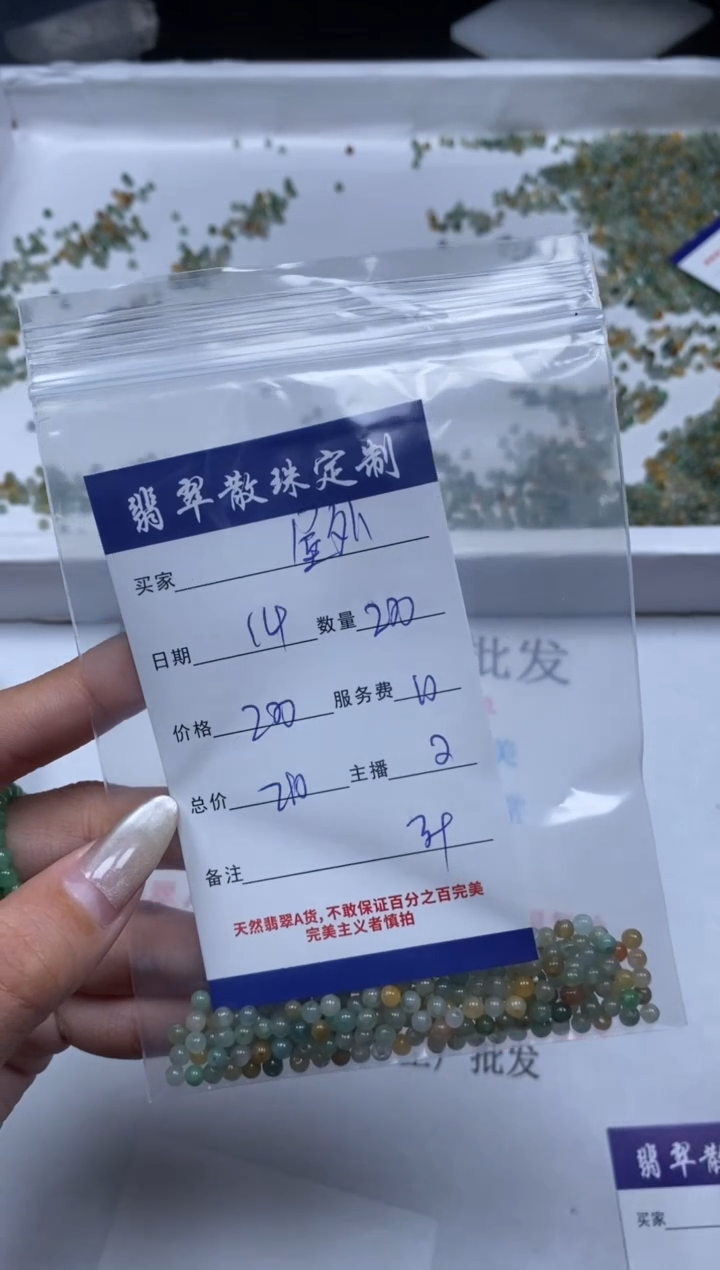 翡翠散珠定制
买家
日期 14 数量 200
价格 200 服务费 10
总价 210 主播 2
备注
天然翡翠A货，不敢保证百分之百完美
完美主义者慎拍
批发
美
批发
翡翠散
买家